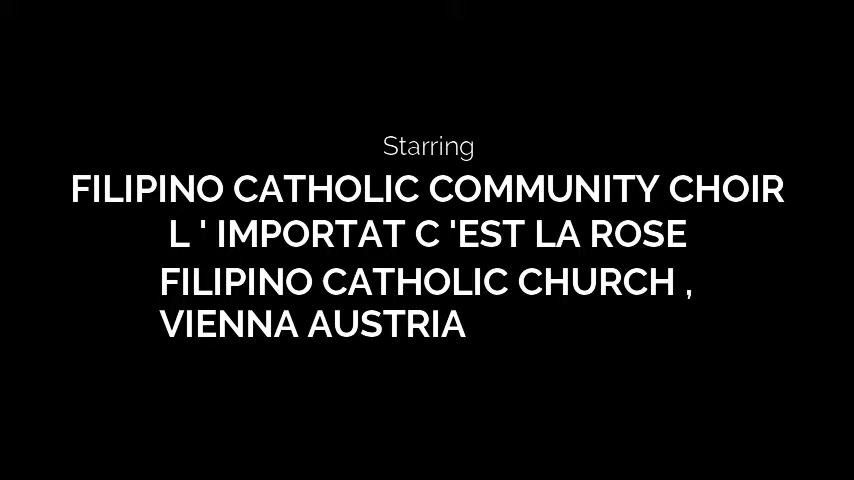 Starring
FILIPINO CATHOLIC COMMUNITY CHOIR
L ' IMPORTAT C 'EST LA ROSE
FILIPINO CATHOLIC CHURCH ,
VIENNA AUSTRIA